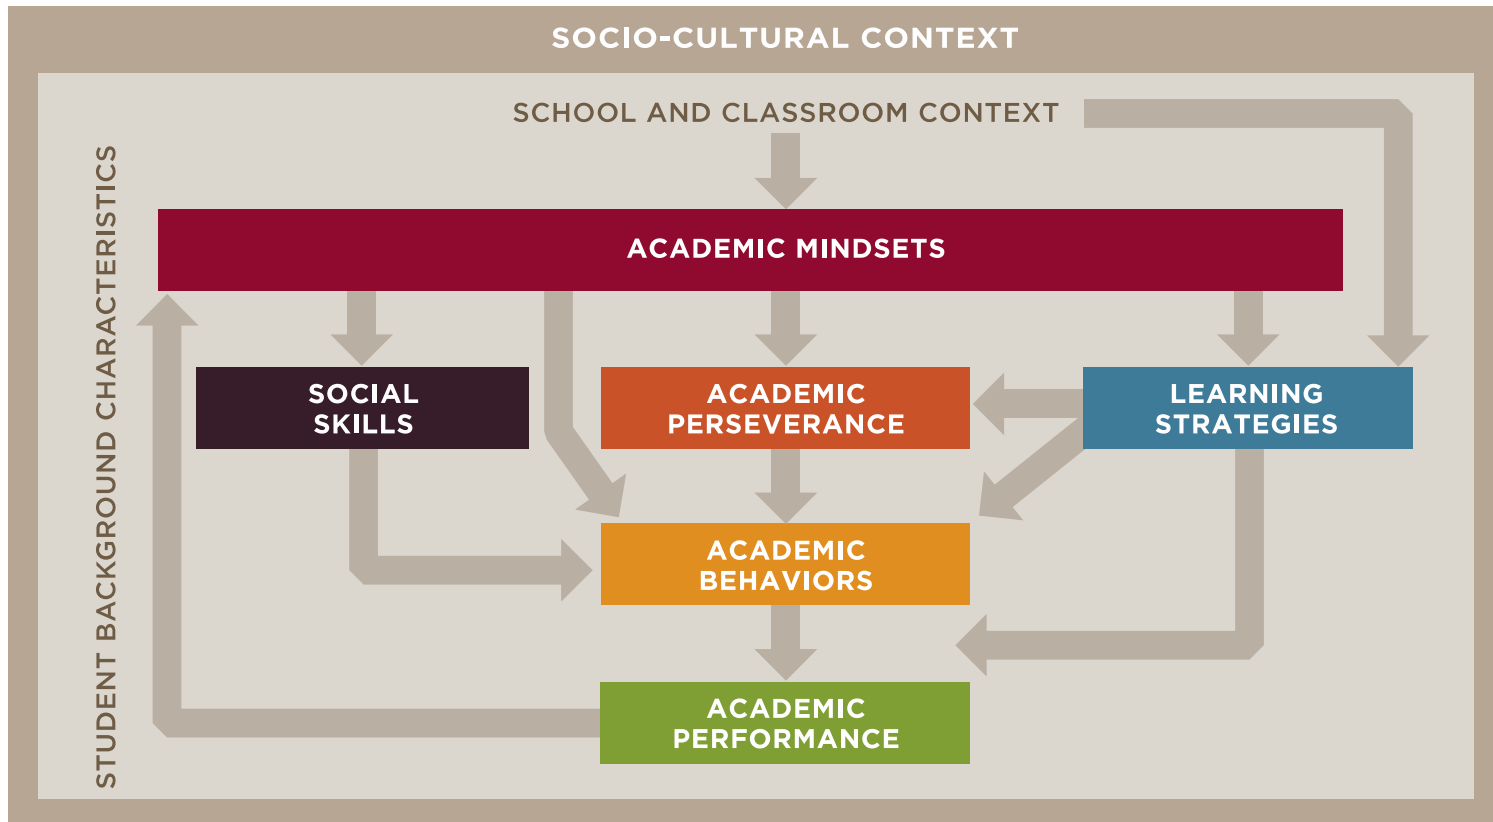 SOCIO-CULTURAL CONTEXT
SCHOOL AND CLASSROOM CONTEXT
STUDENT BACKGROUND CHARACTERISTICS
ACADEMIC MINDSETS
SOCIAL
SKILLS
ACADEMIC
PERSEVERANCE
LEARNING
STRATEGIES
ACADEMIC
BEHAVIORS
ACADEMIC
PERFORMANCE